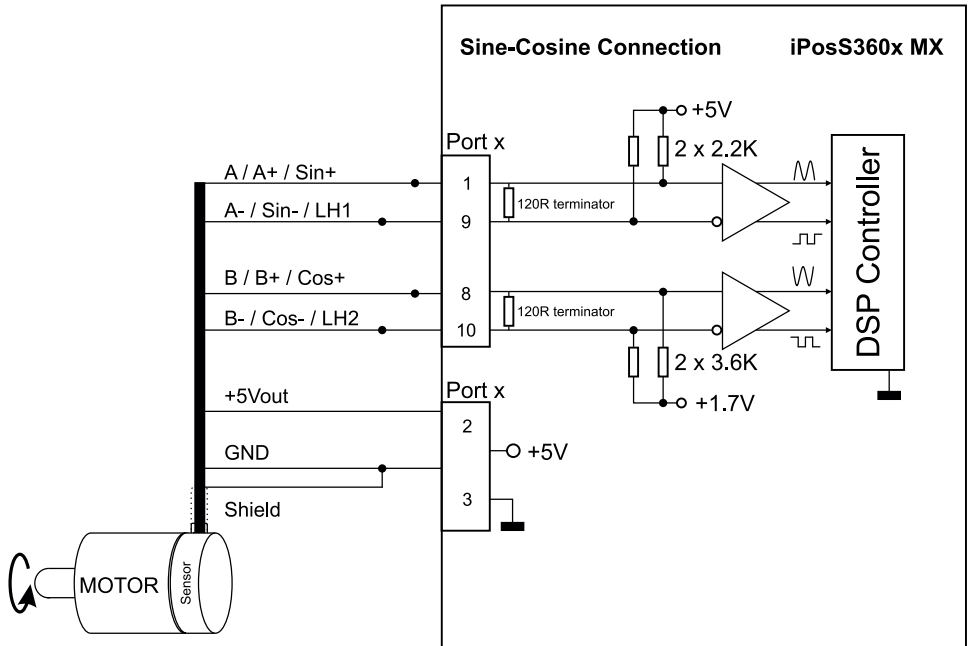 Sine-Cosine Connection
iPosS360x MX
+5V
Port x
2 x 2.2K
A / A+ / Sin+
1
120R terminator
A- / Sin- / LH1
9
DSP Controller
B / B+ / Cos+
8
120R terminator
B- / Cos- / LH2
10
2 x 3.6K
Port x
+5Vout
+1.7V
2
GND
+5V
3
Shield
MOTOR
Sensor